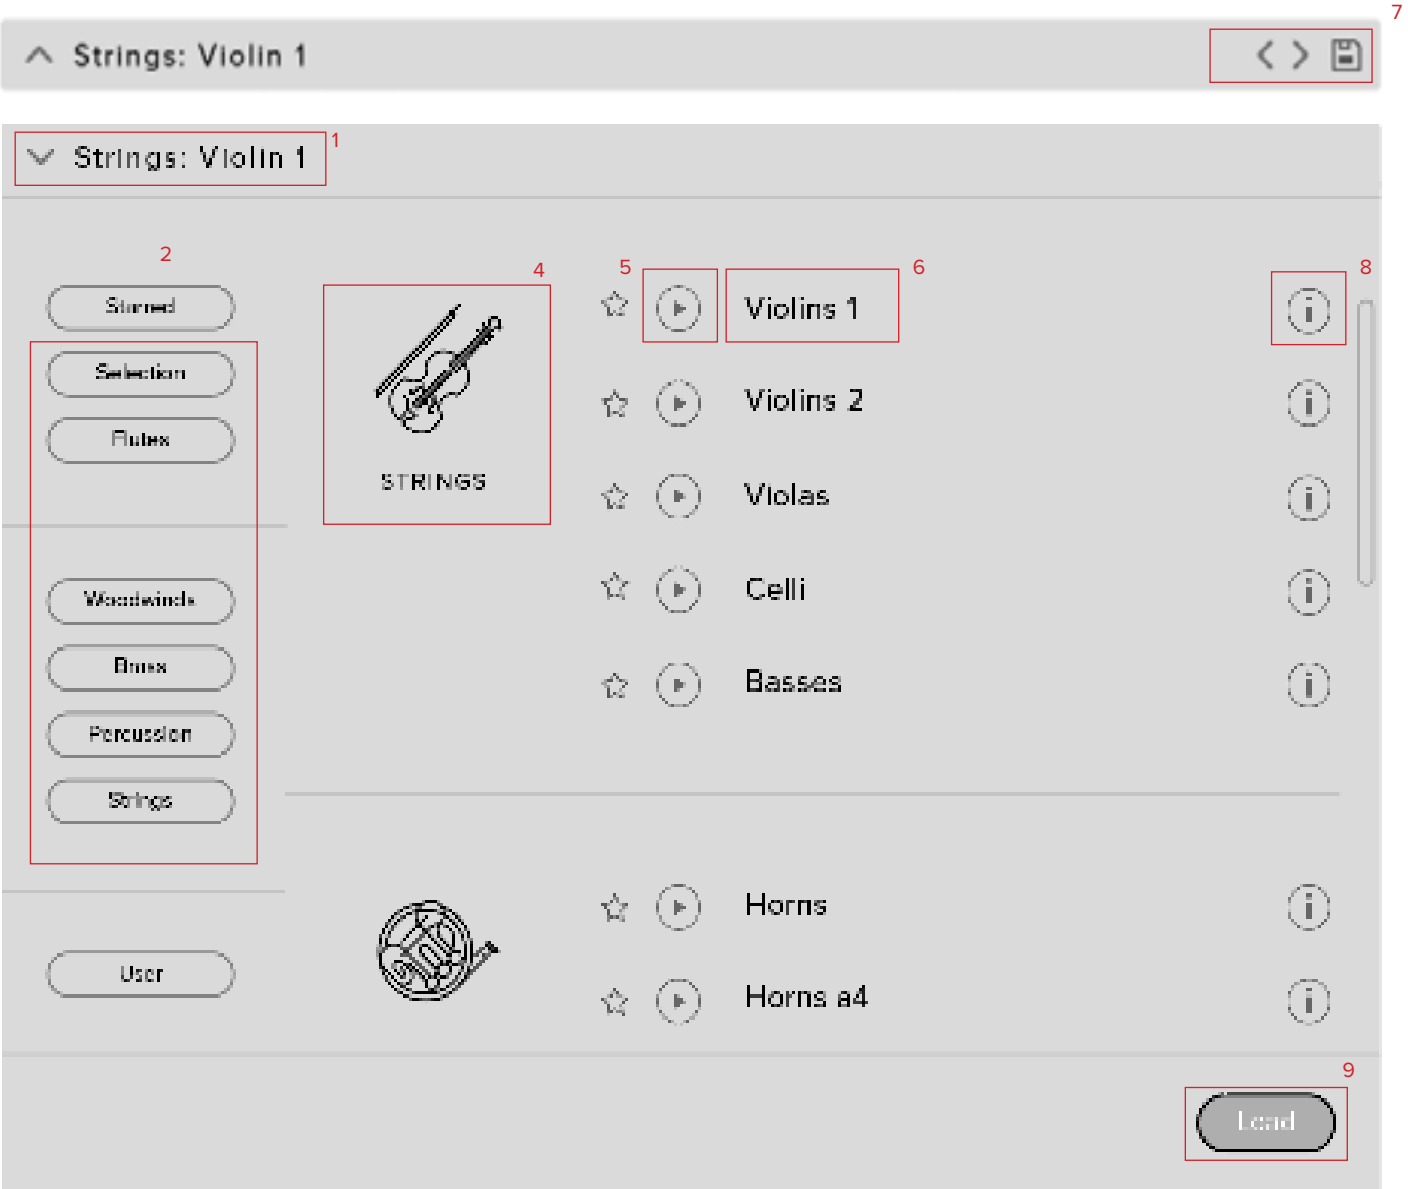 7
Strings: Violin 1
Strings: Violin 1
1
2
4
5
6
8
Starred
Violins 1
Selection
Violins 2
Flutes
STRINGS
Violas
Celli
Woodwinds
Brass
Basses
Percussion
Strings
Horns
User
Horns a4
9
Load